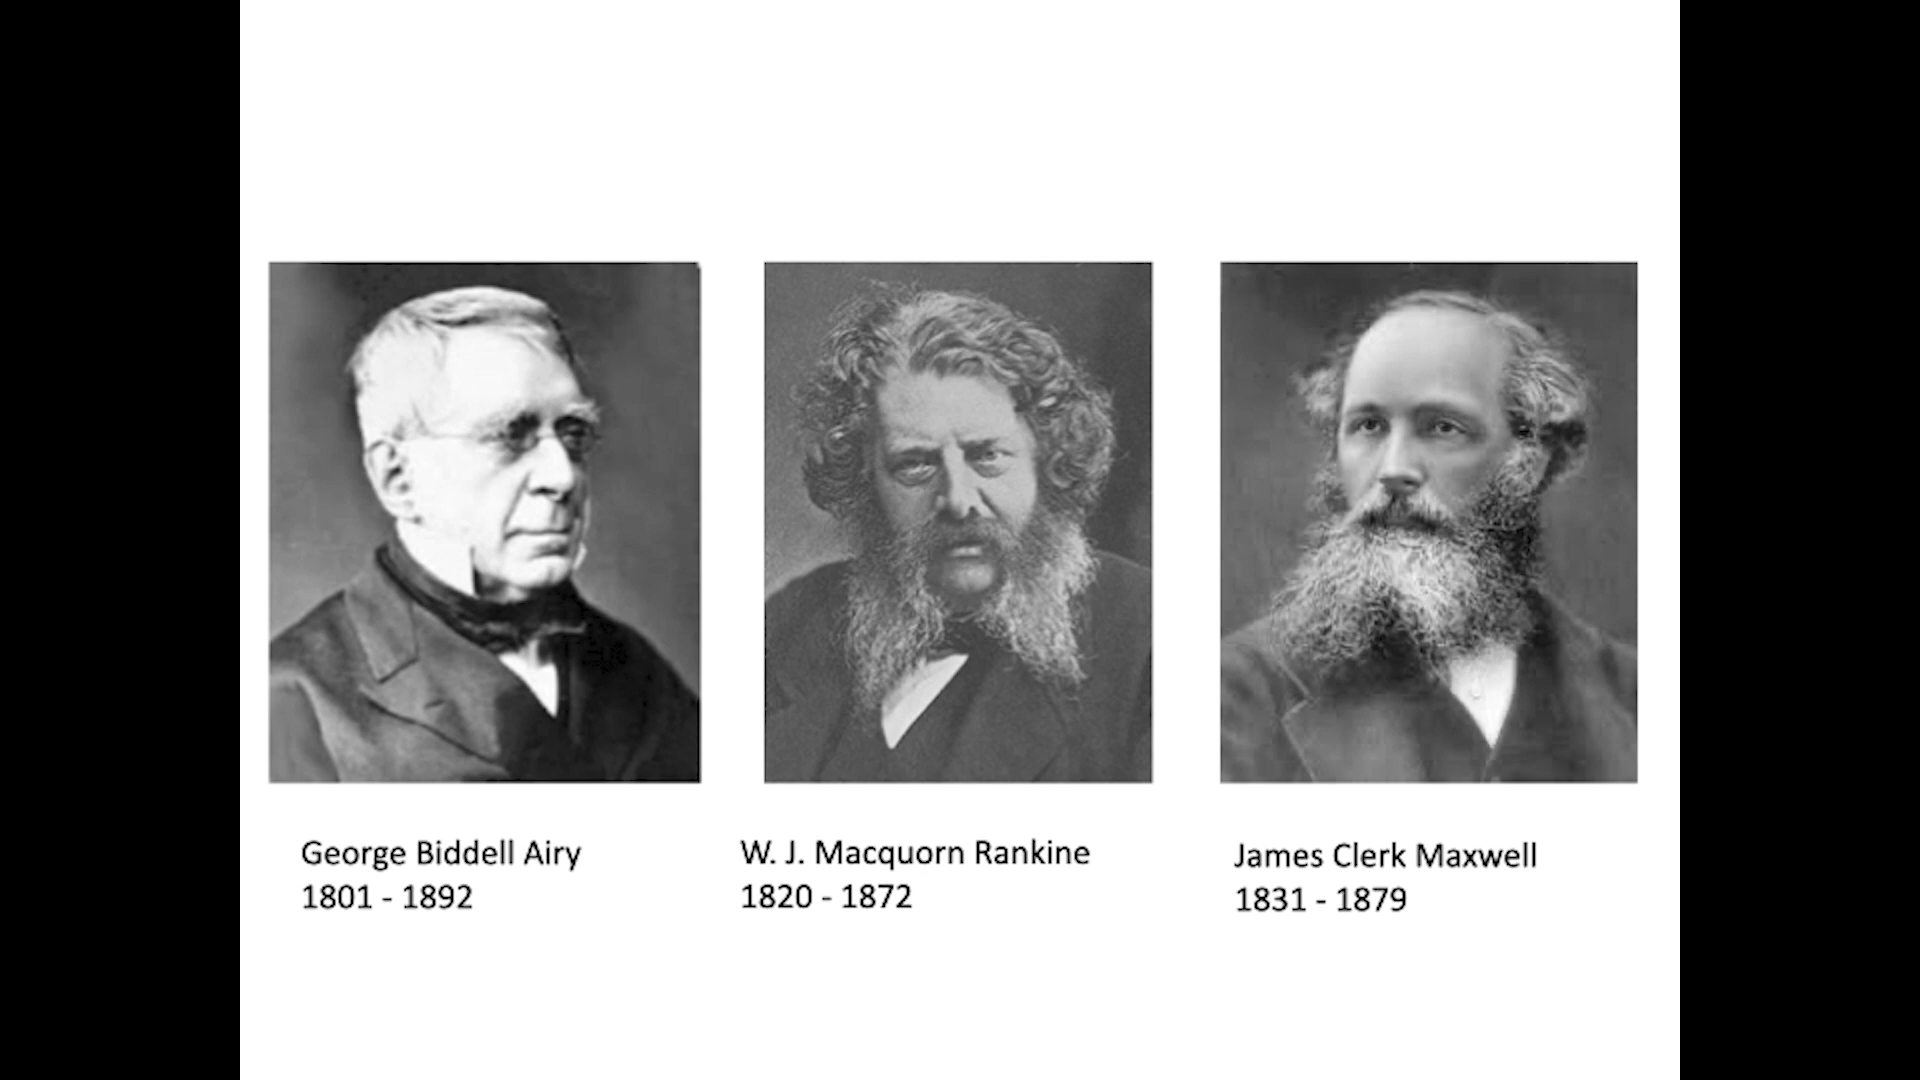 George Biddell Airy
1801 - 1892
W. J. Macquorn Rankine
1820 - 1872
James Clerk Maxwell
1831 - 1879